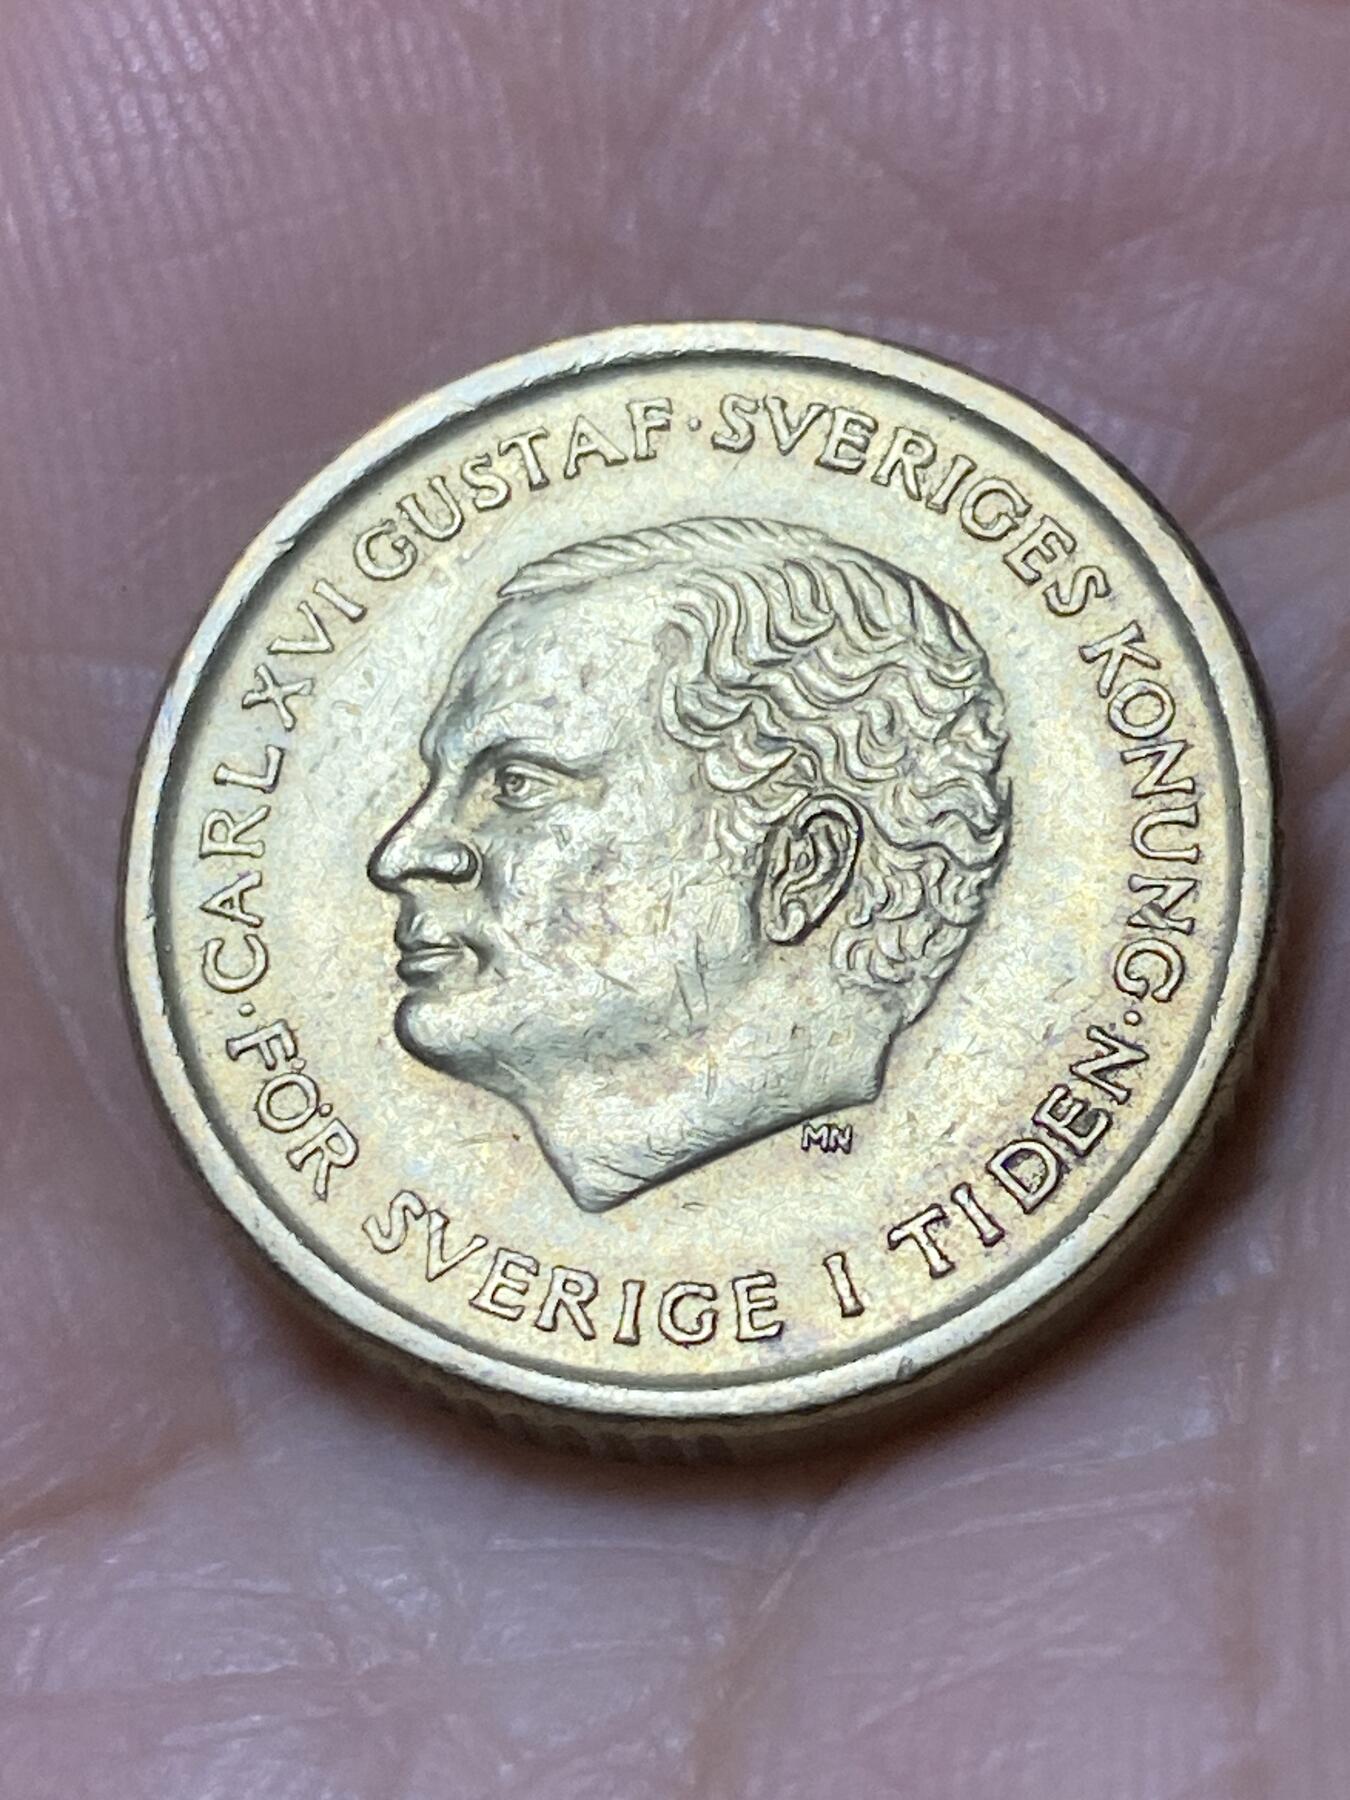 ·CARL XVI GUSTAF·SVERIGES KONUNG·
FÖR SVERIGE I TIDEN
MN